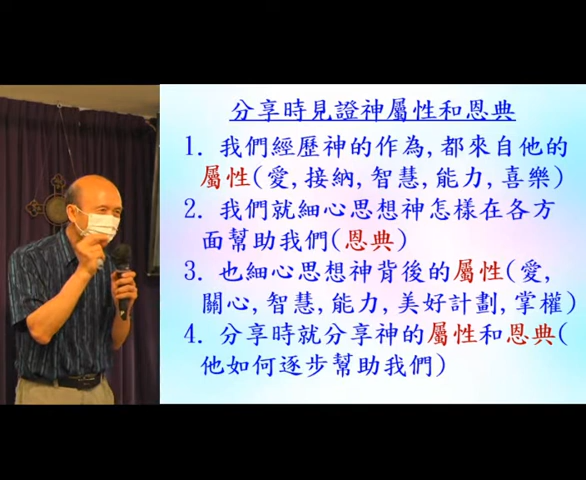 分享時見證神屬性和恩典
1. 我們經歷神的作為,都來自他的
屬性(愛,接納,智慧,能力,喜樂)
2. 我們就細心思想神怎樣在各方
面幫助我們(恩典)
3. 也細心思想神背後的屬性(愛,
關心,智慧,能力,美好計劃,掌權)
4. 分享時就分享神的屬性和恩典(
他如何逐步幫助我們)